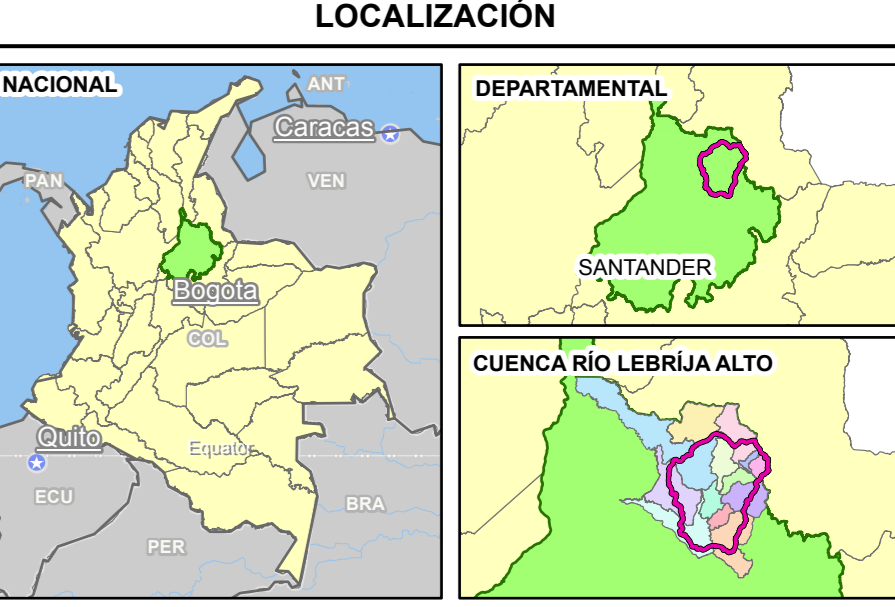 LOCALIZACIÓN
NACIONAL
ANT
Caracas
PAN
VEN
Bogota
COL
Quito
Equator
ECU
BRA
PER
DEPARTAMENTAL
SANTANDER
CUENCA RÍO LEBRÍJA ALTO